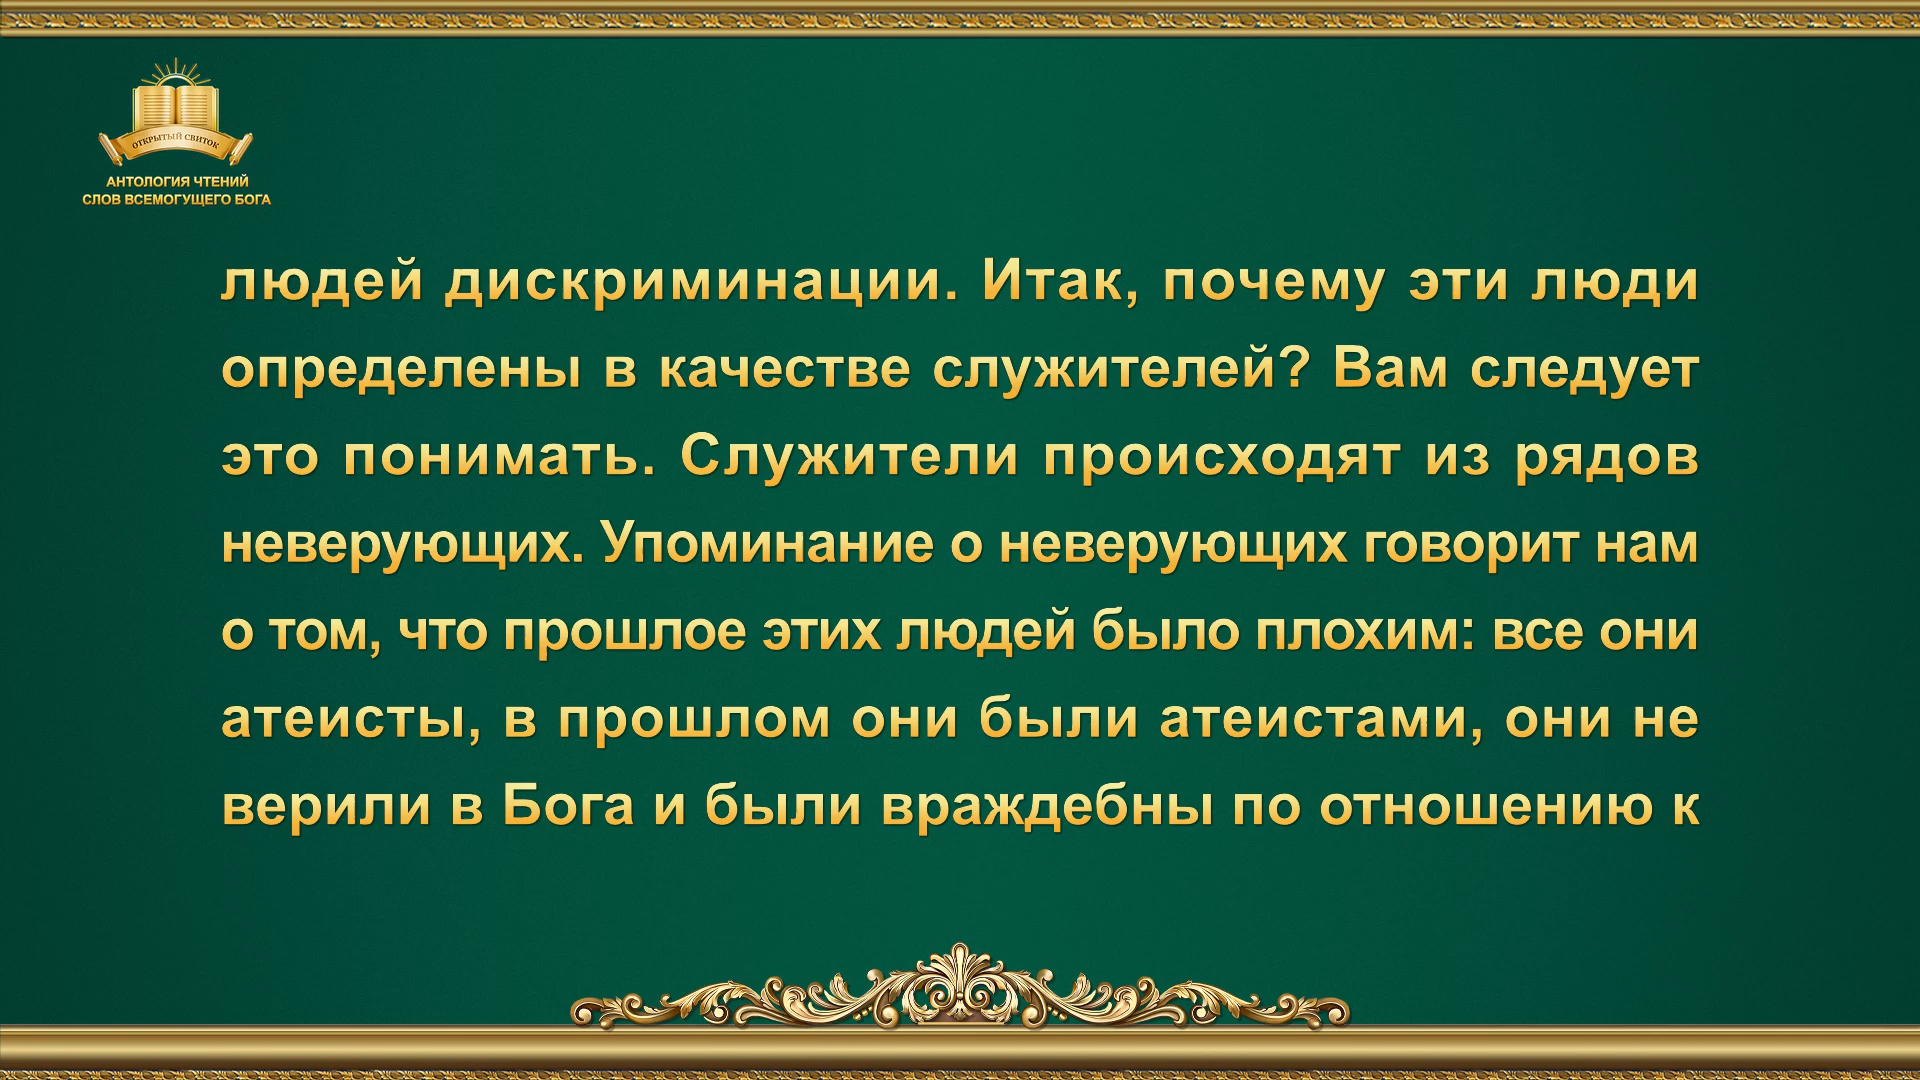 ОТКРЫТЫЙ СВИТОК
АНТОЛОГИЯ ЧТЕНИЙ
СЛОВ ВСЕМОГУЩЕГО БОГА
людей дискриминации. Итак, почему эти люди
определены в качестве служителей? Вам следует
это понимать. Служители происходят из рядов
неверующих. Упоминание о неверующих говорит нам
о том, что прошлое этих людей было плохим: все они
атеисты, в прошлом они были атеистами, они не
верили в Бога и были враждебны по отношению к